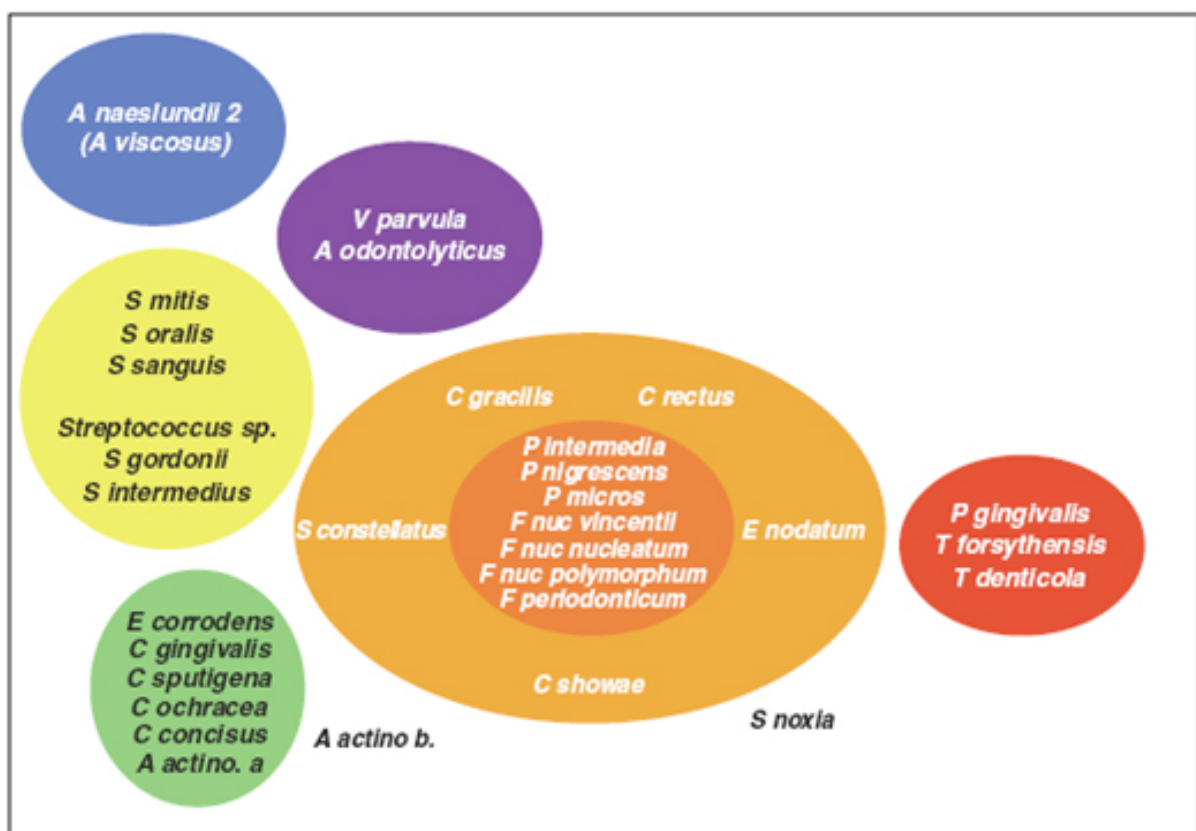 A naeslundii 2
(A viscosus)
V parvula
A odontolyticus
S mitis
S oralis
S sanguis
Streptococcus sp.
S gordonii
S intermedius
C gracilis
C rectus
P intermedia
P nigrescens
P micros
F nuc vincentii
F nuc nucleatum
F nuc polymorphum
F periodonticum
S constellatus
E nodatum
C showae
P gingivalis
T forsythensis
T denticola
E corrodens
C gingivalis
C sputigena
C ochracea
C concisus
A actino. a
A actino b.
S noxia